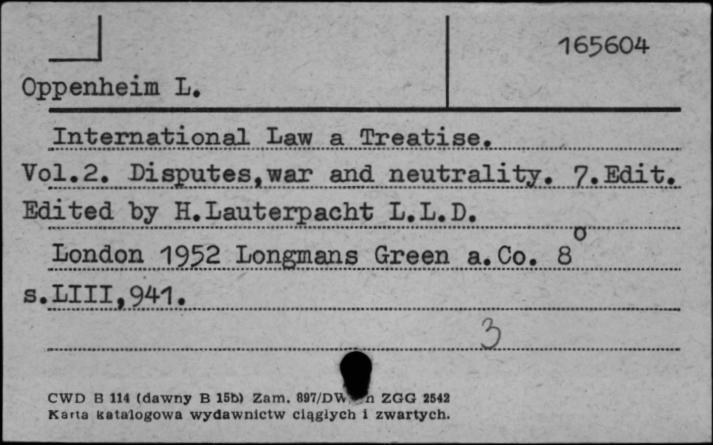 165604
Oppenheim L.
International Law a Treatise.
Vol.2. Disputes,war and neutrality. 7.Edit.
Edited by H.Lauterpacht L.L.D.
London 1952 Longmans Green a.Co. 8°
s.LIII,941.
3
CWD B 114 (dawny B 15b) Zam. 897/DW ZGG 2542
Karta katalogowa wydawnictw ciągłych i zwartych.